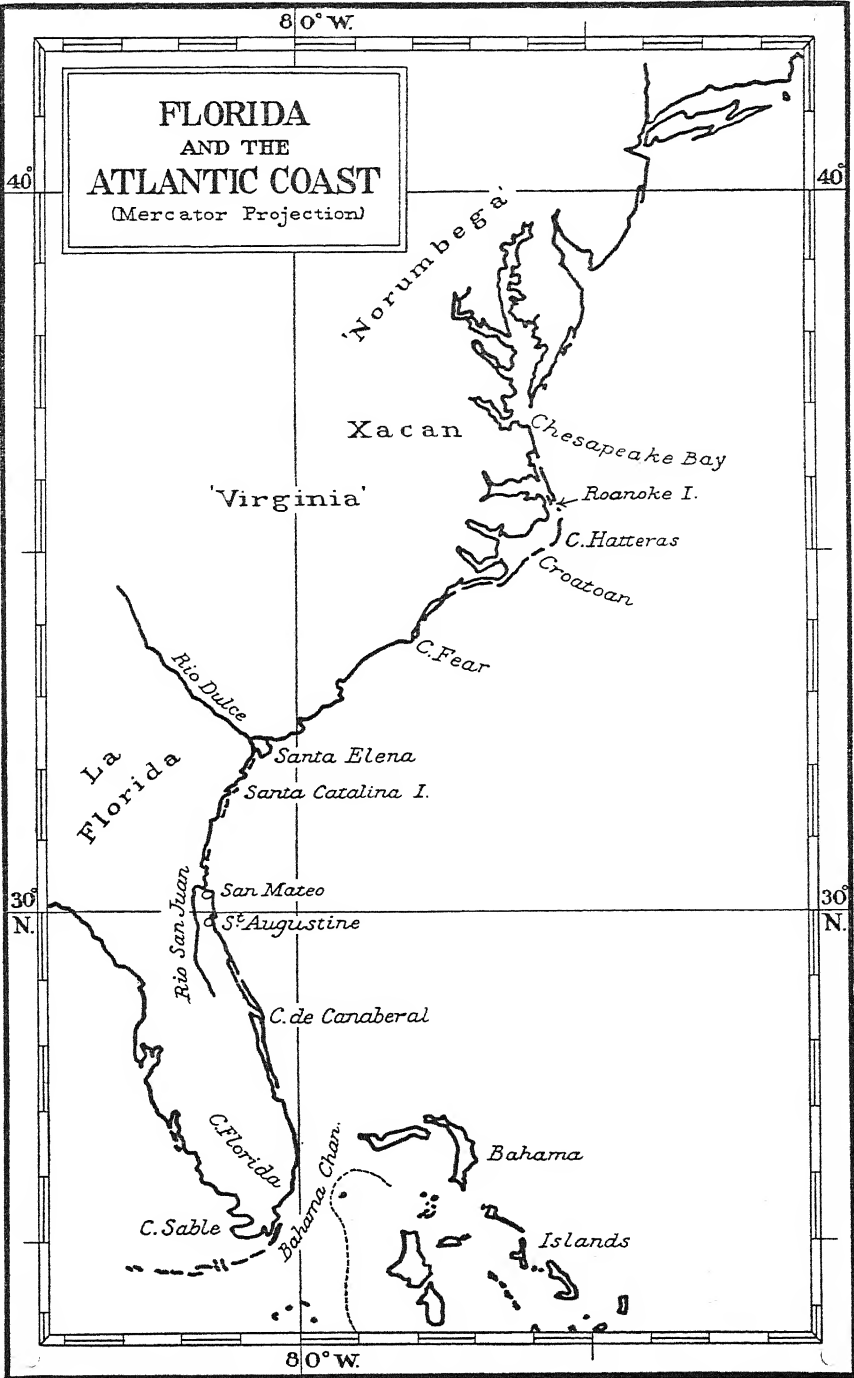 80° W.
FLORIDA
AND THE
ATLANTIC COAST
(Mercator Projection)
40°
40°
'Norumbega'
Xacan
Chesapeake Bay
'Virginia'
Roanoke I.
C. Hatteras
Croatoan
C. Fear
Rio Dulce
La
Florida
Santa Elena
Santa Catalina I.
30°
N.
30°
N.
San Mateo
St. Augustine
Rio San Juan
C. de Canaberal
C. Florida
Bahama Chan.
Bahama
C. Sable
Islands
80° W.